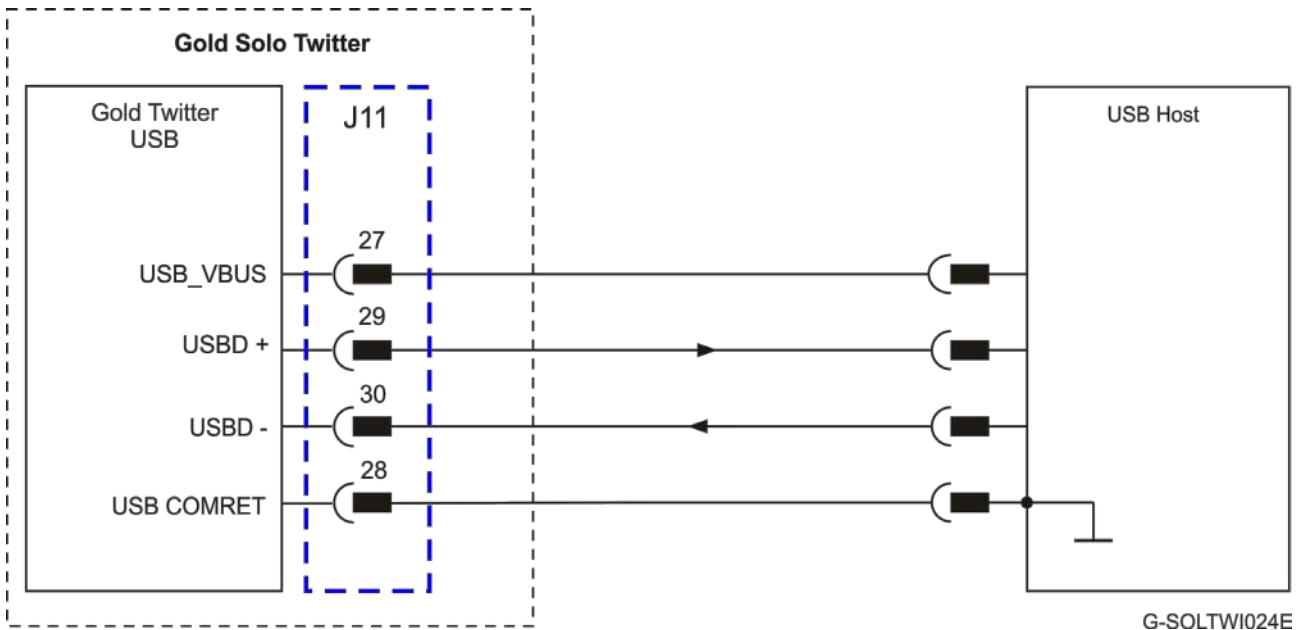 Gold Solo Twitter
Gold Twitter
USB
J11
USB Host
27
USB_VBUS
29
USBD +
30
USBD -
28
USB COMRET
G-SOLTWI024E